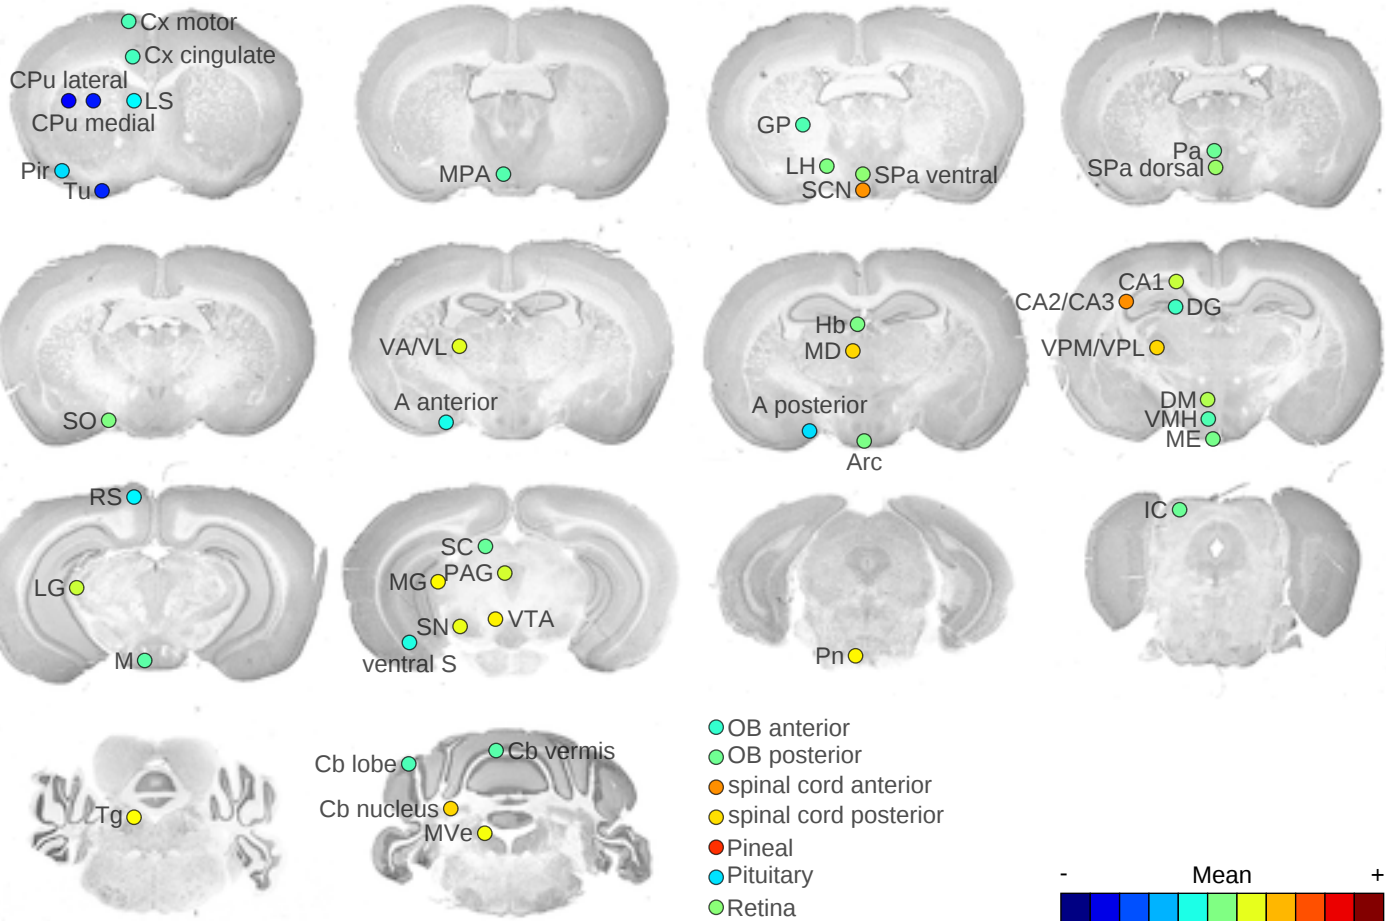 Cx motor
Cx cingulate
CPu lateral
LS
CPu medial
Pir
Tu
MPA
GP
LH
SPa ventral
SCN
Pa
SPa dorsal
SO
VA/VL
A anterior
Hb
MD
A posterior
Arc
CA1
CA2/CA3
DG
VPM/VPL
DM
VMH
ME
RS
LG
M
SC
MG
PAG
SN
VTA
ventral S
Pn
IC
Tg
Cb lobe
Cb vermis
Cb nucleus
MVe
OB anterior
OB posterior
spinal cord anterior
spinal cord posterior
Pineal
Pituitary
Retina
- Mean +